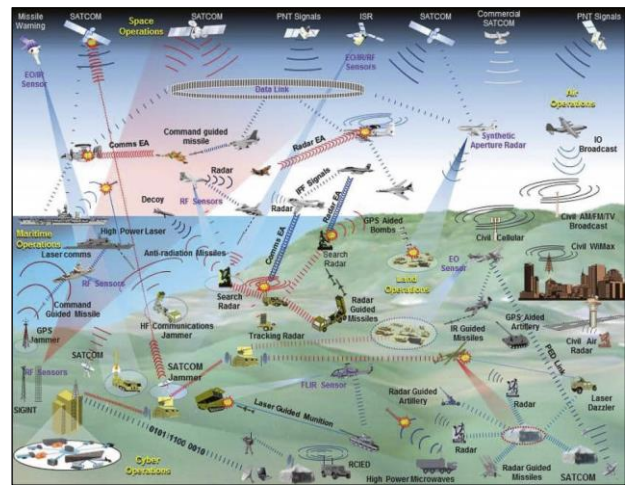 Missile
Warning
SATCOM
Space
Operations
SATCOM
PNT Signals
ISR
SATCOM
Commercial
SATCOM
PNT Signals
EO/IR
Sensor
EO/IR/RF
Sensors
Data Link
Air
Operations
Comms EA
Command guided
missile
Radar EA
Synthetic
Aperture Radar
IO
Broadcast
Radar
RF Sensors
IFF Signals
Decoy
Radar
Radar EA
Civil AM/FM/TV
Broadcast
Maritime
Operations
High Power Laser
Laser comms
Anti-radiation Missiles
Comms EA
GPS Aided
Bombs
Civil Cellular
Civil WiMax
RF Sensors
Search
Radar
EO
Sensor
Land
Operations
Command
Guided Missile
Search
Radar
Radar
Guided
Missiles
GPS
Jammer
HF Communications
Jammer
Tracking Radar
IR Guided
Missiles
GPS Aided
Artillery
Civil Air
Radar
SATCOM
SATCOM
Jammer
PED Link
RF Sensors
FLIR Sensor
Radar Guided
Artillery
Radar
Laser
Dazzler
SIGINT
Laser Guided Munition
0101 1100 0010
Radar
Cyber
Operations
RCIED
High Power Microwaves
Radar Guided
Missiles
SATCOM